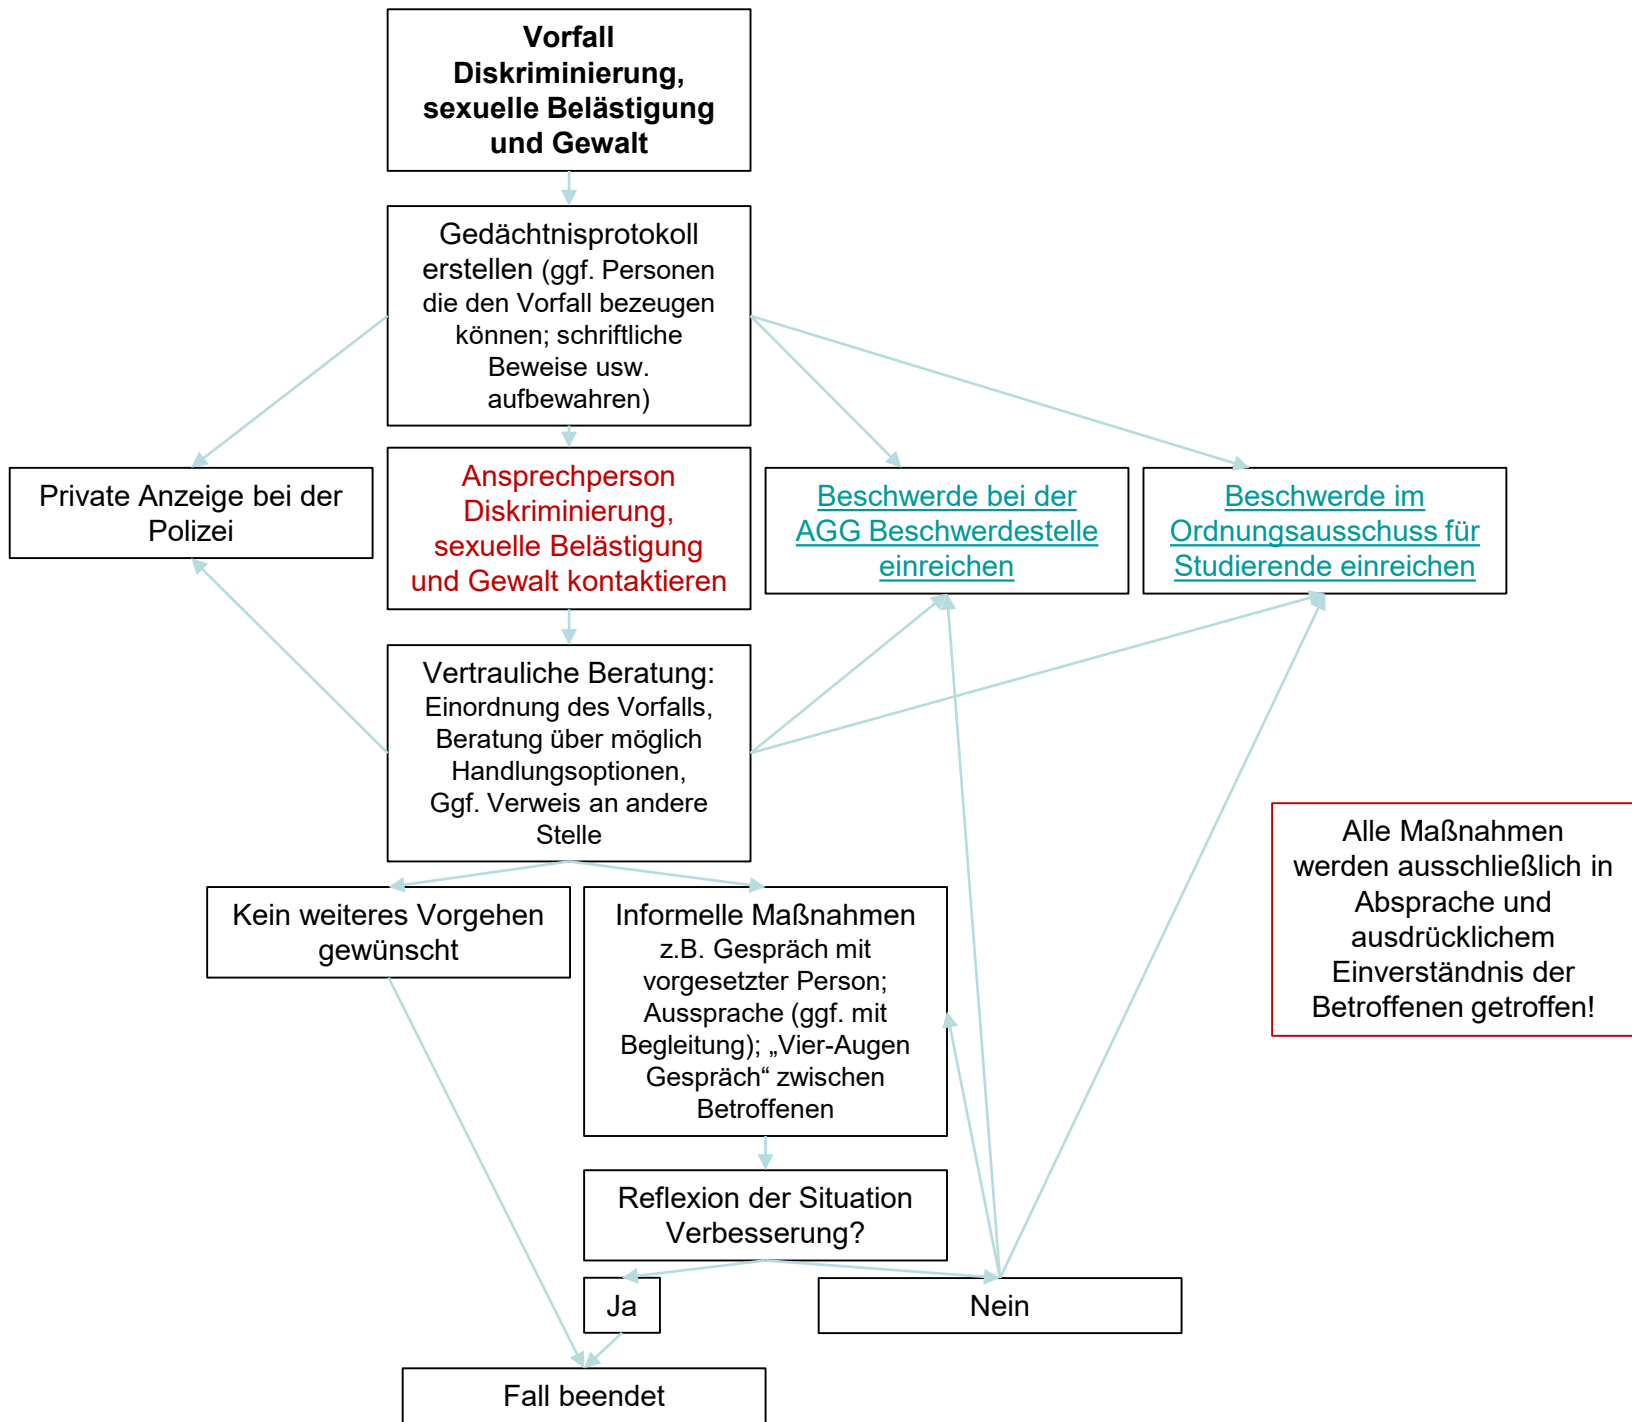 Vorfall
Diskriminierung,
sexuelle Belästigung
und Gewalt
Gedächtnisprotokoll
erstellen (ggf. Personen
die den Vorfall bezeugen
können; schriftliche
Beweise usw.
aufbewahren)
Private Anzeige bei der
Polizei
Ansprechperson
Diskriminierung,
sexuelle Belästigung
und Gewalt kontaktieren
Beschwerde bei der
AGG Beschwerdestelle
einreichen
Beschwerde im
Ordnungsausschuss für
Studierende einreichen
Vertrauliche Beratung:
Einordnung des Vorfalls,
Beratung über möglich
Handlungsoptionen,
Ggf. Verweis an andere
Stelle
Alle Maßnahmen
werden ausschließlich in
Absprache und
ausdrücklichem
Einverständnis der
Betroffenen getroffen!
Kein weiteres Vorgehen
gewünscht
Informelle Maßnahmen
z.B. Gespräch mit
vorgesetzter Person;
Aussprache (ggf. mit
Begleitung); „Vier-Augen
Gespräch“ zwischen
Betroffenen
Reflexion der Situation
Verbesserung?
Ja
Nein
Fall beendet